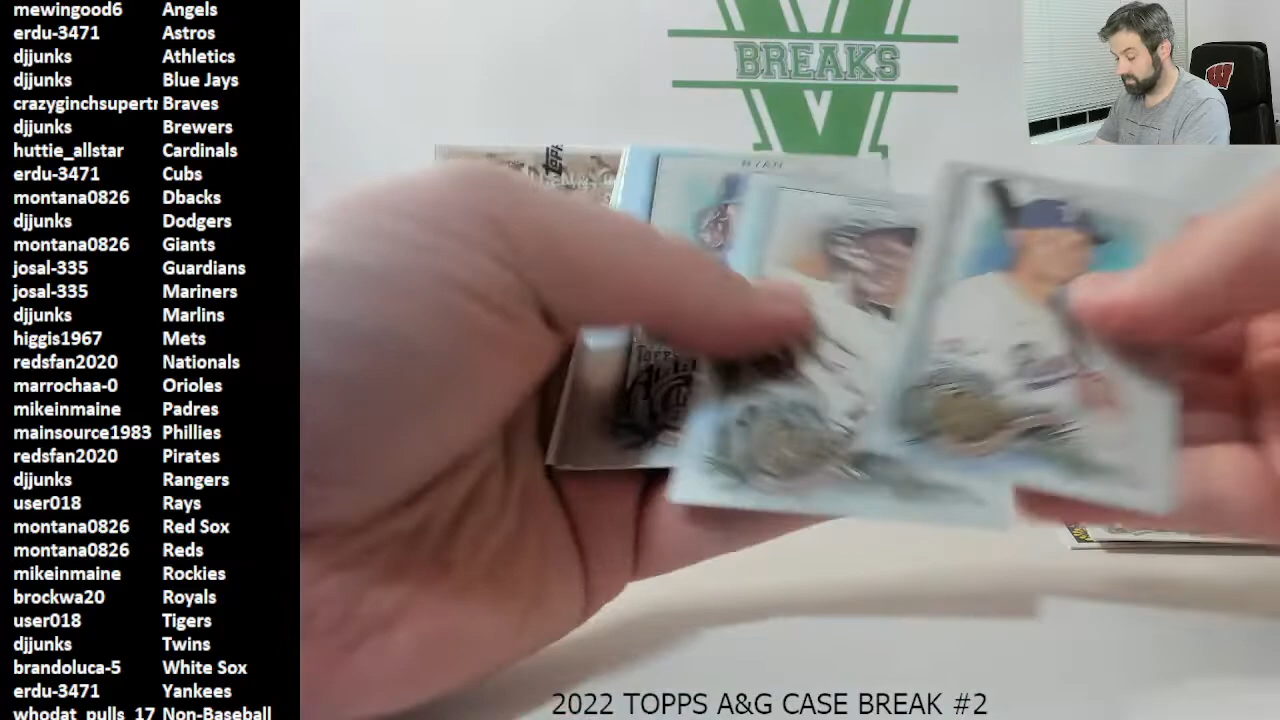 mewingood6 Angels
erdu-3471 Astros
djjunks Athletics
djjunks Blue Jays
crazyginchsupertr Braves
djjunks Brewers
huttie_allstar Cardinals
erdu-3471 Cubs
montana0826 Dbacks
djjunks Dodgers
montana0826 Giants
josal-335 Guardians
josal-335 Mariners
djjunks Marlins
higgis1967 Mets
redsfan2020 Nationals
marrochaa-0 Orioles
mikeinmaine Padres
mainsource1983 Phillies
redsfan2020 Pirates
djjunks Rangers
user018 Rays
montana0826 Red Sox
montana0826 Reds
mikeinmaine Rockies
brockwa20 Royals
user018 Tigers
djjunks Twins
brandoluca-5 White Sox
erdu-3471 Yankees
whodat_pulls_17 Non-Baseball
V BREAKS
W
TOPPS
RYAN
TOPPS
2022 TOPPS A&G CASE BREAK #2